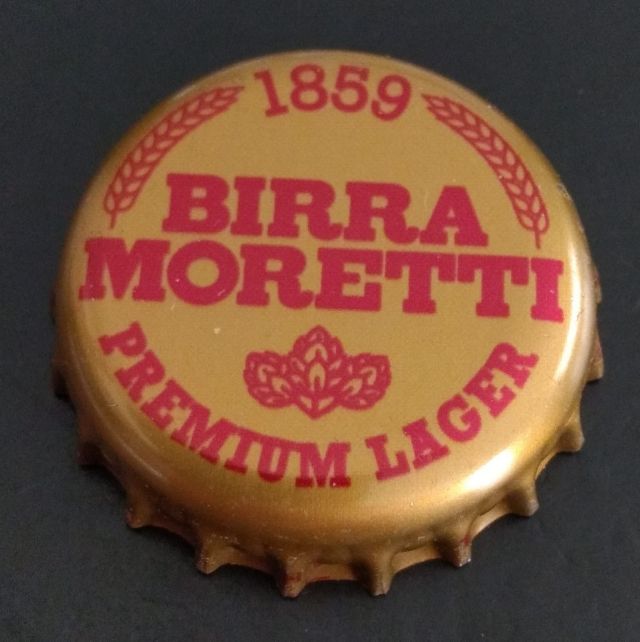 1859
BIRRA
MORETTI
PREMIUM LAGER